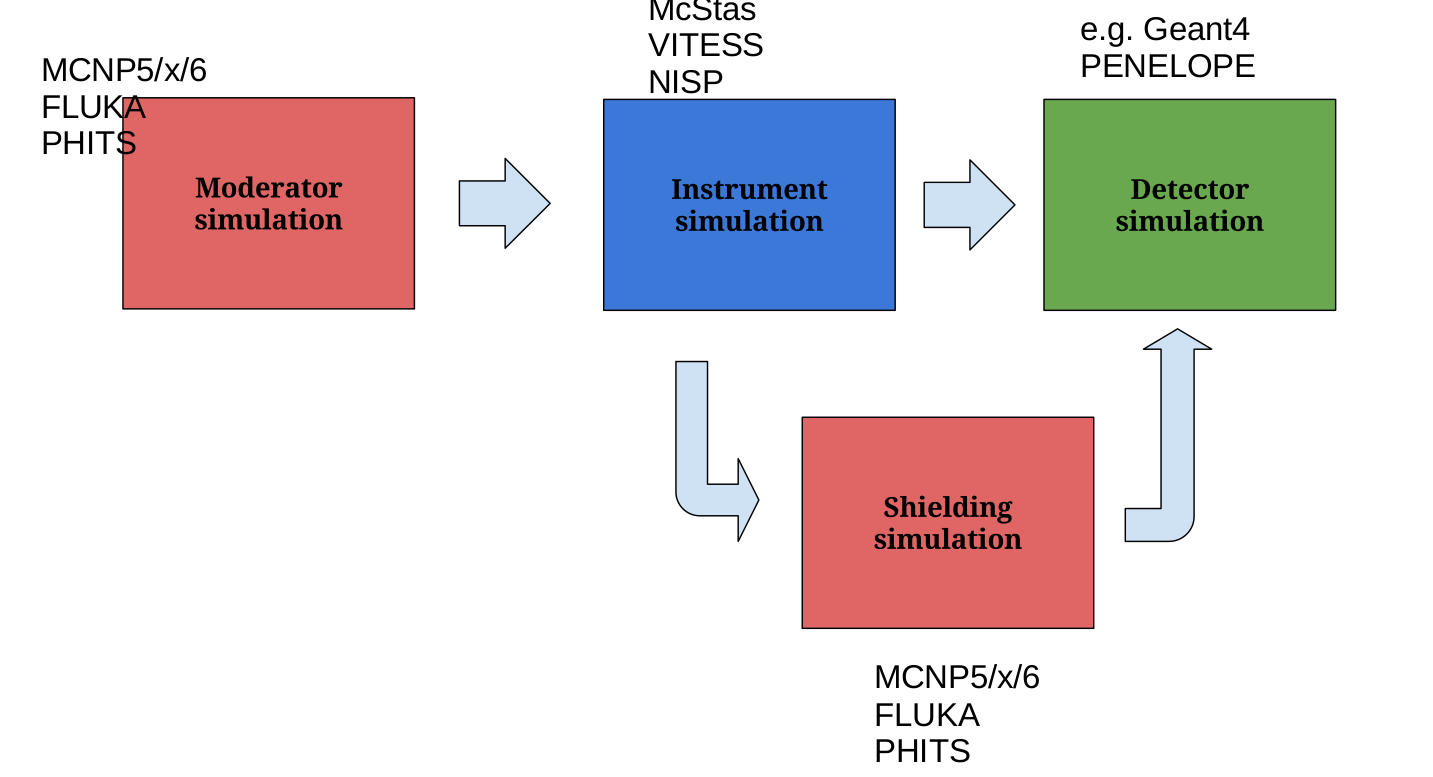 McStas
VITESS
NISP
e.g. Geant4
PENELOPE
MCNP5/x/6
FLUKA
PHITS
Moderator
simulation
Instrument
simulation
Detector
simulation
Shielding
simulation
MCNP5/x/6
FLUKA
PHITS